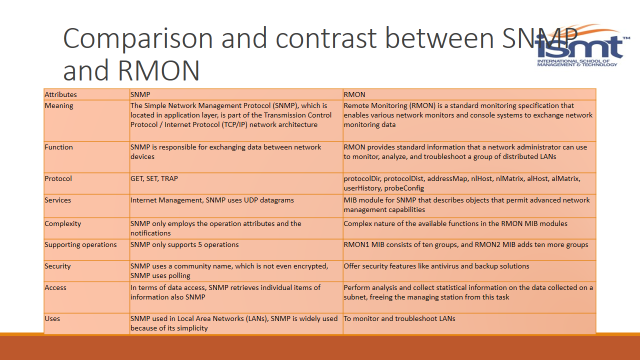 Comparison and contrast between SNMP
and RMON
ismt TM
INTERNATIONAL SCHOOL OF
MANAGEMENT & TECHNOLOGY
Attributes SNMP RMON
Meaning The Simple Network Management Protocol (SNMP), which is Remote Monitoring (RMON) is a standard monitoring specification that
located in application layer, is part of the Transmission Control enables various network monitors and console systems to exchange network
Protocol / Internet Protocol (TCP/IP) network architecture monitoring data
Function SNMP is responsible for exchanging data between network RMON provides standard information that a network administrator can use
devices to monitor, analyze, and troubleshoot a group of distributed LANs
Protocol GET, SET, TRAP protocolDir, protocolDist, addressMap, nlHost, nlMatrix, alHost, alMatrix,
userHistory, probeConfig
Services Internet Management, SNMP uses UDP datagrams MIB module for SNMP that describes objects that permit advanced network
management capabilities
Complexity SNMP only employs the operation attributes and the Complex nature of the available functions in the RMON MIB modules
notifications
Supporting operations SNMP only supports 5 operations RMON1 MIB consists of ten groups, and RMON2 MIB adds ten more groups
Security SNMP uses a community name, which is not even encrypted, Offer security features like antivirus and backup solutions
SNMP uses polling
Access In terms of data access, SNMP retrieves individual items of Perform analysis and collect statistical information on the data collected on a
information also SNMP subnet, freeing the managing station from this task
Uses SNMP used in Local Area Networks (LANs), SNMP is widely used To monitor and troubleshoot LANs
because of its simplicity